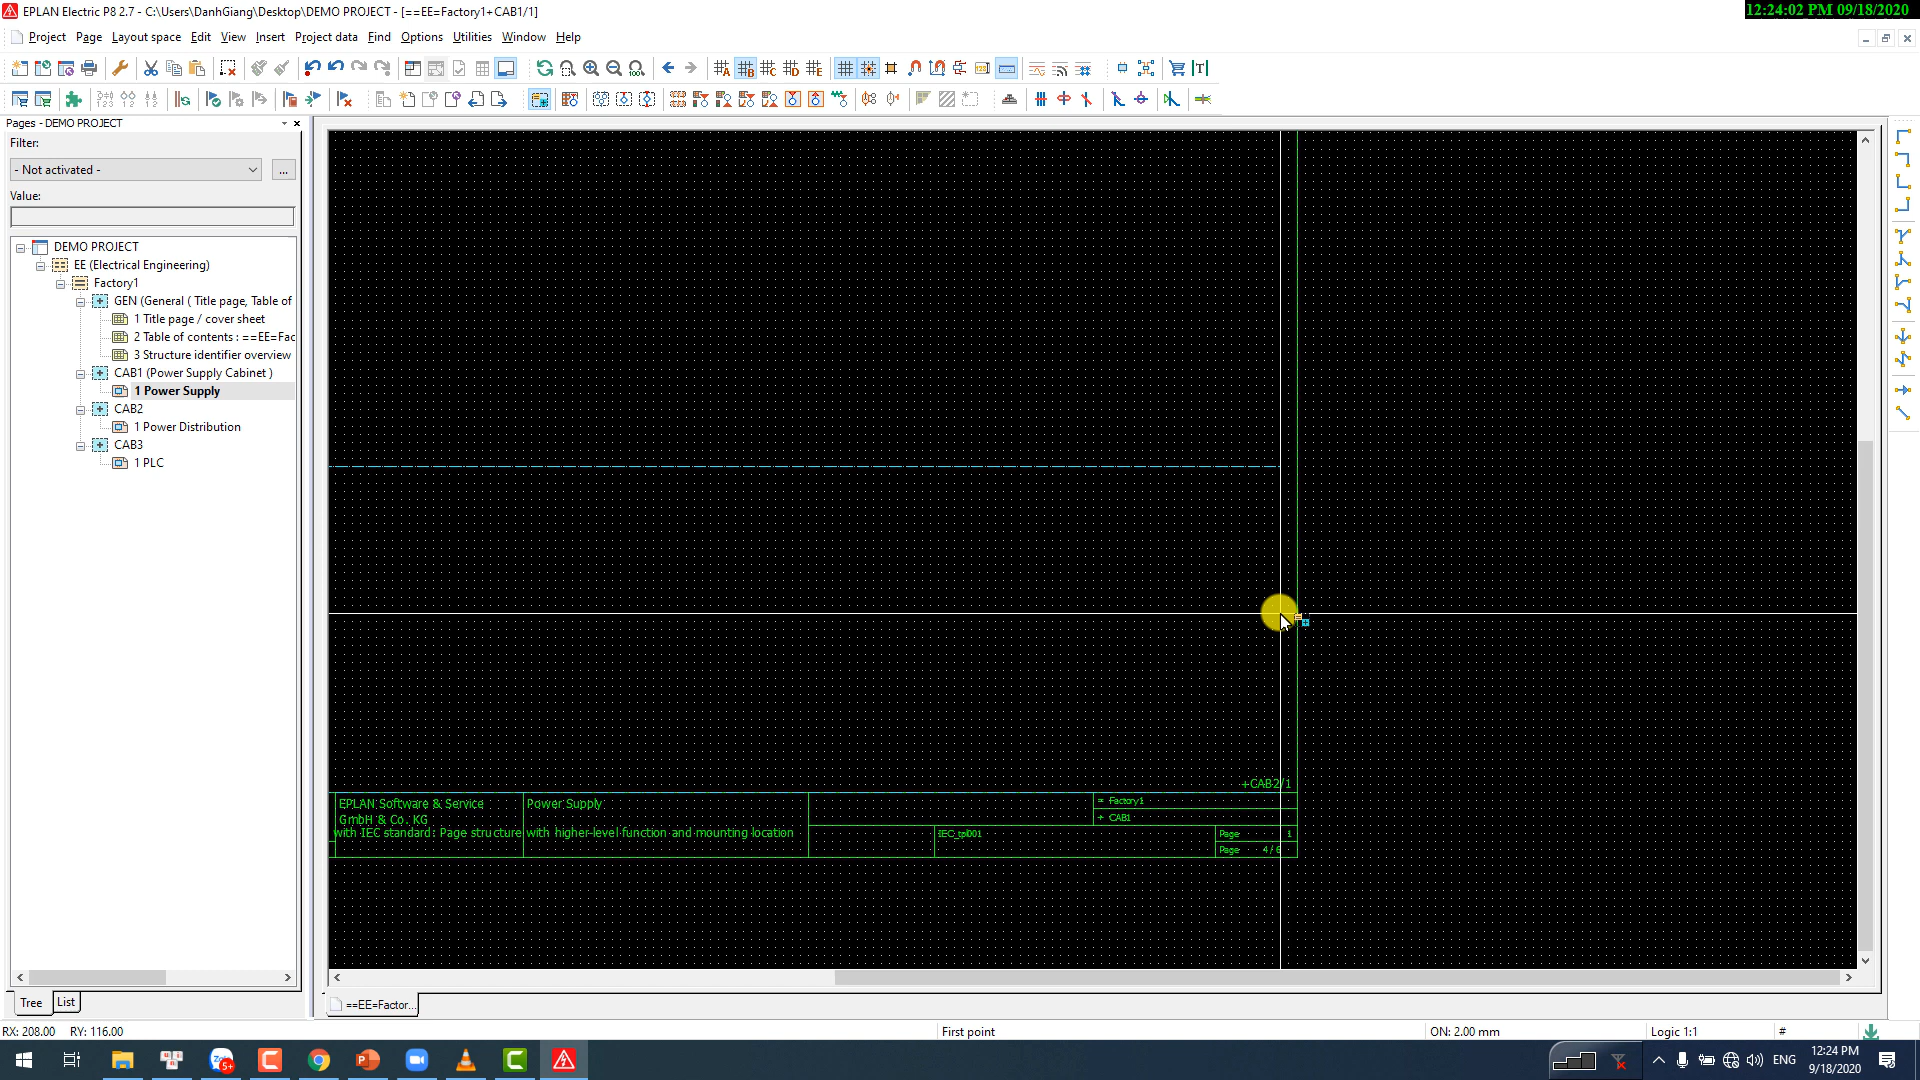 EPLAN Electric P8 2.7 - C:\Users\DanhGiang\Desktop\DEMO PROJECT - [==EE=Factory1+CAB1/1]
12:24:02 PM 09/18/2020
Project Page Layout space Edit View Insert Project data Find Options Utilities Window Help
Pages - DEMO PROJECT
Filter:
- Not activated -
...
Value:
DEMO PROJECT
EE (Electrical Engineering)
Factory1
GEN (General ( Title page, Table of
1 Title page / cover sheet
2 Table of contents : ==EE=Fac
3 Structure identifier overview
CAB1 (Power Supply Cabinet )
1 Power Supply
CAB2
1 Power Distribution
CAB3
1 PLC
Tree List
+CAB2/1
EPLAN Software & Service
GmbH & Co. KG
Power Supply
with IEC standard: Page structure with higher-level function and mounting location
= Factory1
+ CAB1
IEC_tpl001
Page 1
Page 4 / 6
==EE=Factor...
RX: 208.00 RY: 116.00 First point ON: 2.00 mm Logic 1:1 #
ENG
12:24 PM
9/18/2020